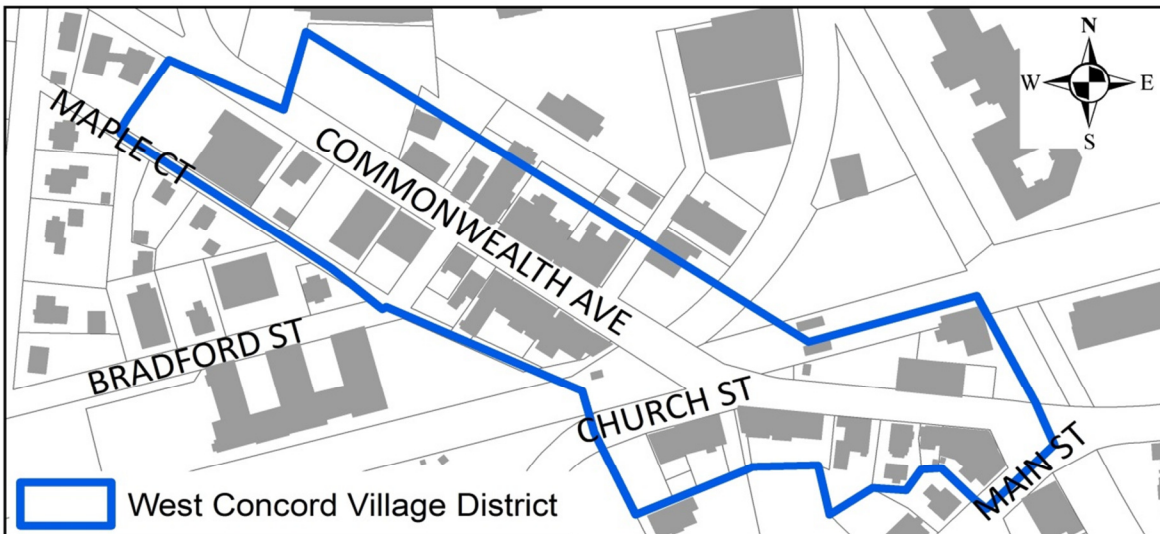 N
W E
S
MAPLE CT
COMMONWEALTH AVE
BRADFORD ST
CHURCH ST
MAIN ST
West Concord Village District